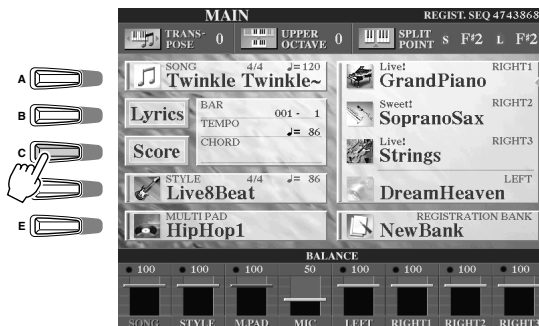 MAIN
REGIST. SEQ 4743868
TRANS-
POSE 0
UPPER
OCTAVE 0
SPLIT
POINT S F#2 L F#2
A
B
C
E
SONG 4/4 ♩=120
Twinkle Twinkle~
Lyrics
Score
BAR 001 - 1
TEMPO ♩= 86
CHORD
STYLE 4/4 ♩= 86
Live8Beat
MULTI PAD
HipHop1
Live! RIGHT1
GrandPiano
Sweet! RIGHT2
SopranoSax
Live! RIGHT3
Strings
LEFT
DreamHeaven
REGISTRATION BANK
NewBank
BALANCE
100 100 100 50 100 100 100 100
SONG STYLE M.PAD MIC LEFT RIGHT1 RIGHT2 RIGHT3